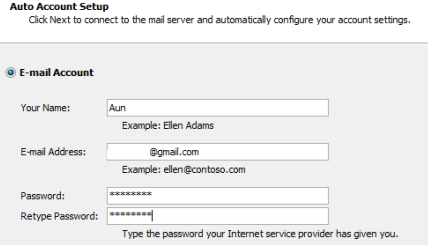 Auto Account Setup
Click Next to connect to the mail server and automatically configure your account settings.
E-mail Account
Your Name: Aun
Example: Ellen Adams
E-mail Address: @gmail.com
Example: ellen@contoso.com
Password: ********
Retype Password: ********
Type the password your Internet service provider has given you.